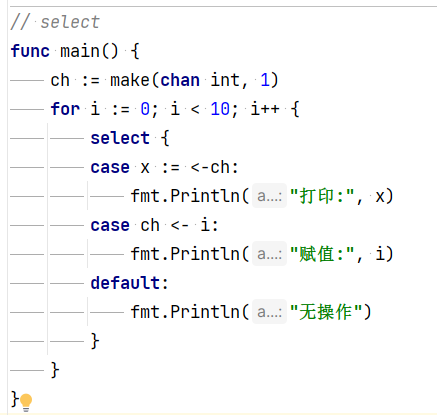 // select
func main() {
    ch := make(chan int, 1)
    for i := 0; i < 10; i++ {
        select {
        case x := <-ch:
            fmt.Println( a...: "打印:", x)
        case ch <- i:
            fmt.Println( a...: "赋值:", i)
        default:
            fmt.Println( a...: "无操作")
        }
    }
}